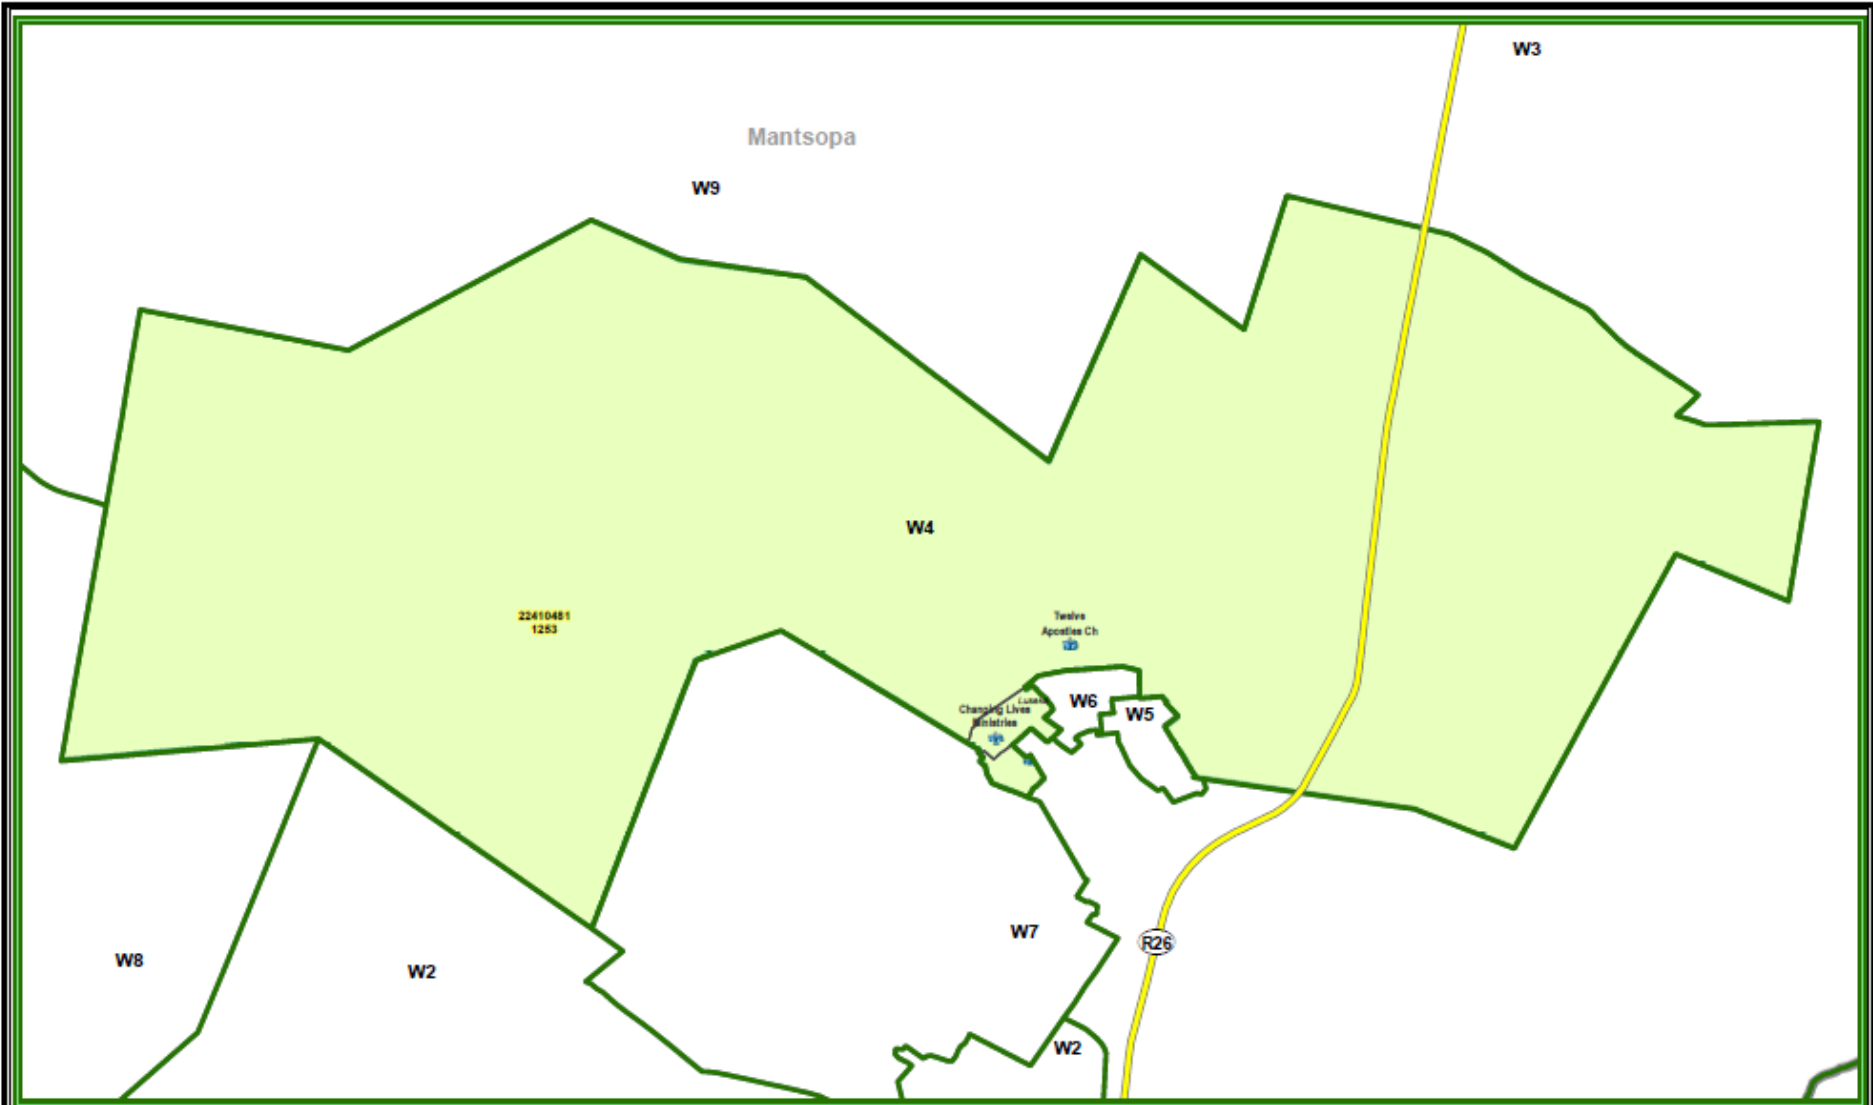 W3
Mantsopa
W9
W4
22410481
1253
Twelve
Apostles Ch
W6
Changing Lives
Ministries
W5
W7
R26
W8
W2
W2